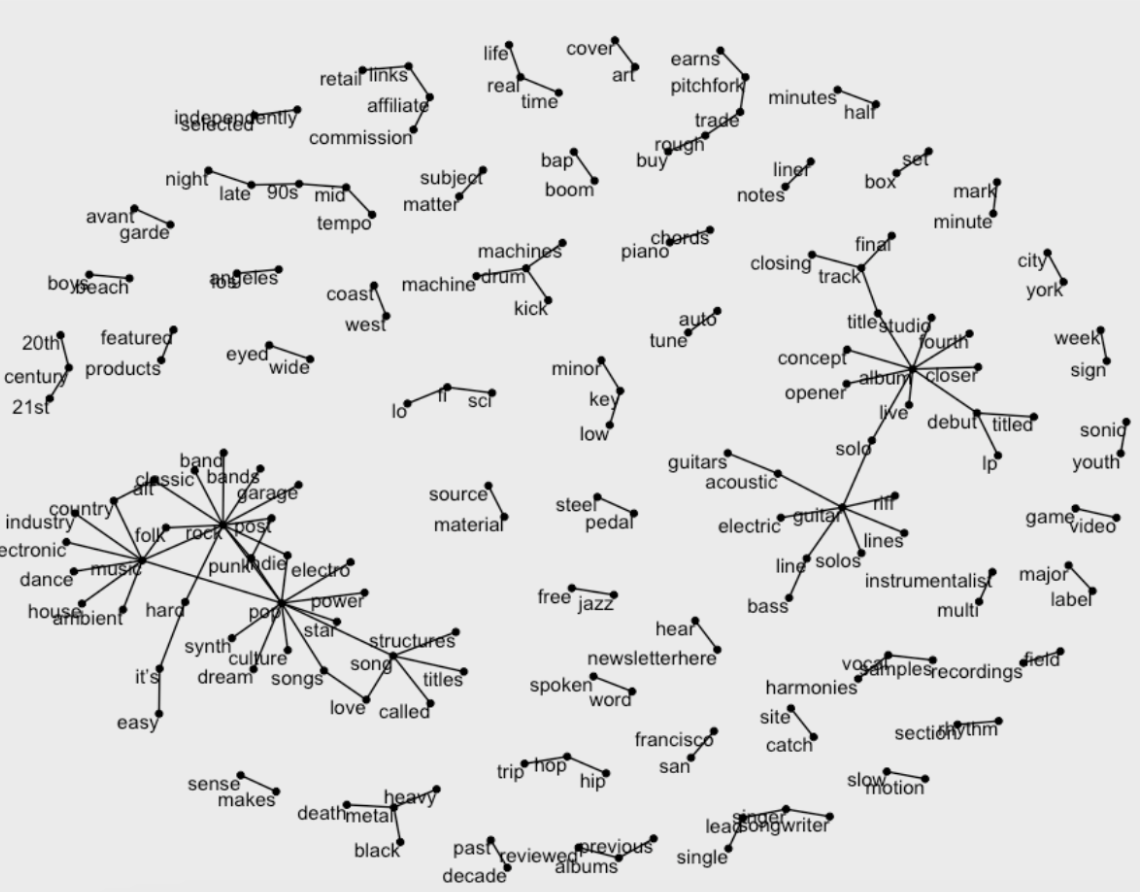 life
cover
art
earns
pitchfork
retail
links
real
time
affiliate
minutes
half
independently
selected
commission
trade
rough
buy
bap
boom
night
late
90s
mid
tempo
subject
matter
liner
notes
set
box
mark
minute
avant
garde
machines
chords
piano
final
closing
track
city
york
boys
beach
angeles
los
machine
drum
kick
coast
west
20th
century
21st
featured
products
eyed
wide
auto
tune
title
studio
fourth
concept
album
closer
opener
live
debut
titled
lp
week
sign
minor
key
low
lo
fi
sci
solo
sonic
youth
band
classic
bands
alt
garage
country
industry
folk
rock
post
ectronic
music
punk
indie
electro
dance
house
ambient
hard
pop
power
star
synth
culture
structures
dream
songs
song
titles
love
called
it's
easy
source
material
steel
pedal
guitars
acoustic
electric
guitar
riff
lines
line
solos
bass
game
video
instrumentalist
multi
major
label
free
jazz
hear
newsletterhere
spoken
word
vocal
samples
recordings
field
harmonies
site
catch
section
rhythm
francisco
san
trip
hop
hip
slow
motion
sense
makes
death
metal
heavy
black
past
decade
reviewed
previous
albums
lead
singer
songwriter
single